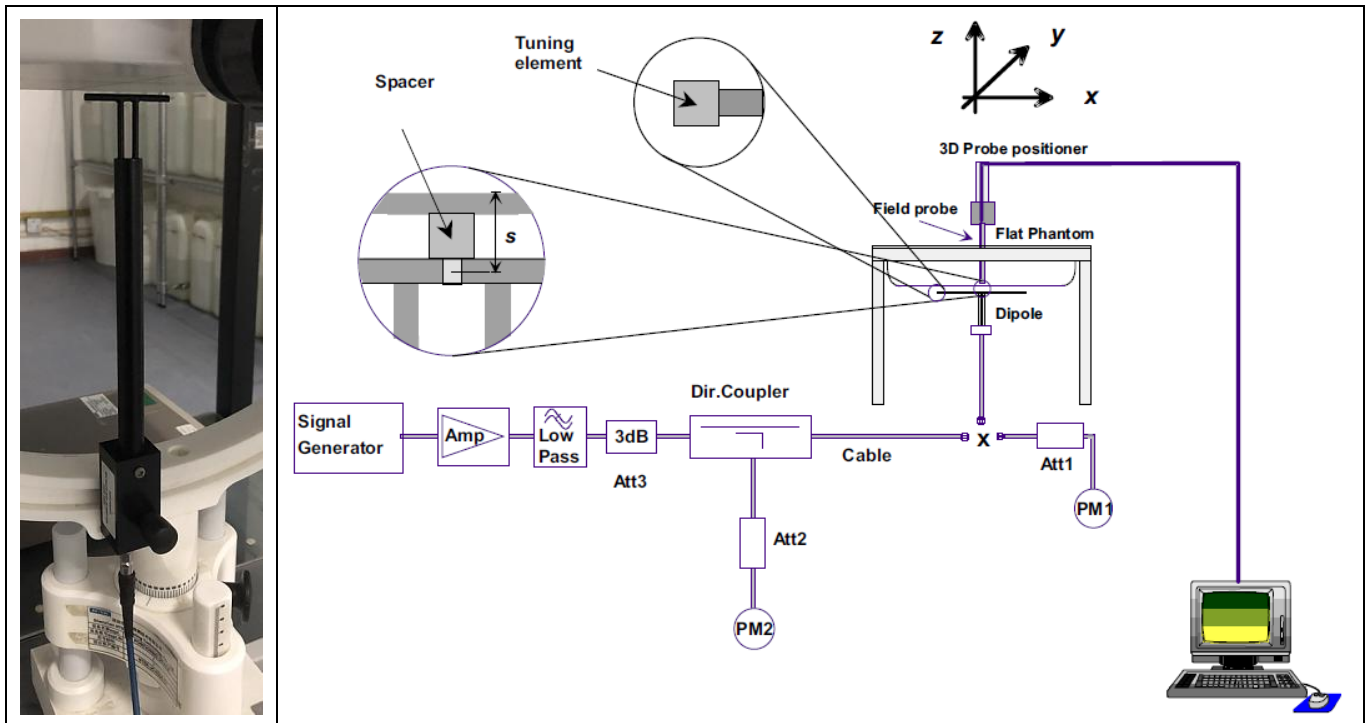 Tuning
element
Spacer
s
z
y
x
3D Probe positioner
Field probe
Flat Phantom
Dipole
Dir.Coupler
Signal
Generator
Amp
Low
Pass
3dB
Att3
Cable
x
Att1
PM1
Att2
PM2